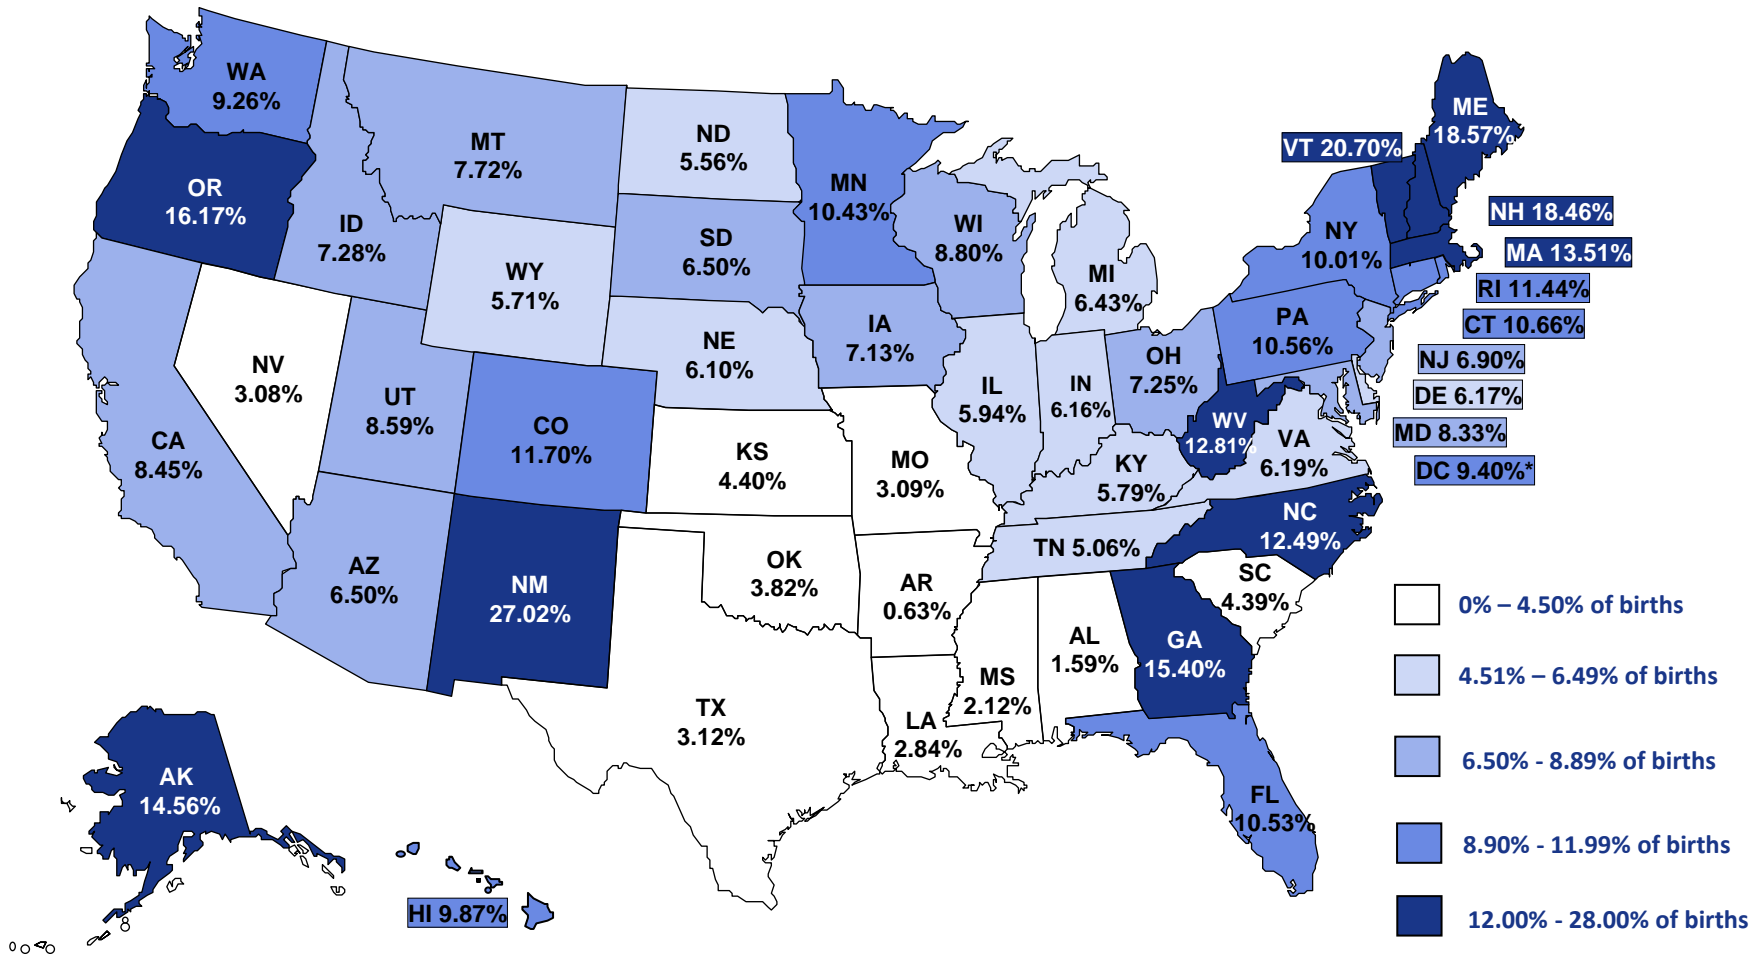 WA
9.26%
OR
16.17%
CA
8.45%
NV
3.08%
ID
7.28%
MT
7.72%
WY
5.71%
UT
8.59%
AZ
6.50%
CO
11.70%
NM
27.02%
ND
5.56%
SD
6.50%
NE
6.10%
KS
4.40%
OK
3.82%
TX
3.12%
MN
10.43%
IA
7.13%
MO
3.09%
AR
0.63%
LA
2.84%
WI
8.80%
IL
5.94%
MI
6.43%
IN
6.16%
OH
7.25%
KY
5.79%
TN 5.06%
MS
2.12%
AL
1.59%
GA
15.40%
FL
10.53%
SC
4.39%
NC
12.49%
VA
6.19%
WV
12.81%
PA
10.56%
NY
10.01%
VT 20.70%
ME
18.57%
NH 18.46%
MA 13.51%
RI 11.44%
CT 10.66%
NJ 6.90%
DE 6.17%
MD 8.33%
DC 9.40%*
AK
14.56%
HI 9.87%
0% – 4.50% of births
4.51% – 6.49% of births
6.50% - 8.89% of births
8.90% - 11.99% of births
12.00% - 28.00% of births